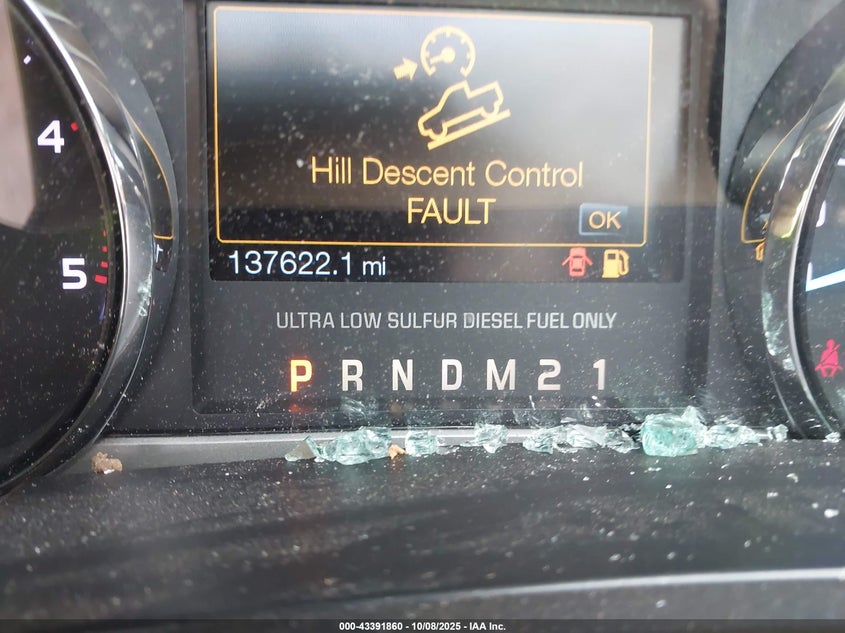 4
5
Hill Descent Control
FAULT
OK
137622.1 mi
ULTRA LOW SULFUR DIESEL FUEL ONLY
P R N D M 2 1
000-43391860 - 10/08/2025 - IAA Inc.